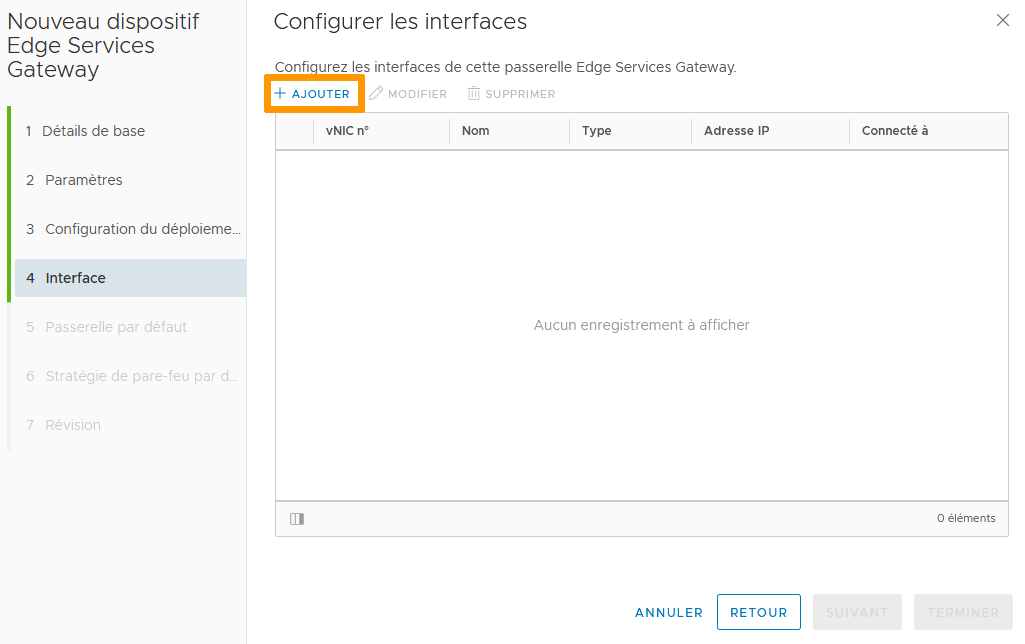 Nouveau dispositif
Edge Services
Gateway
1 Détails de base
2 Paramètres
3 Configuration du déploieme...
4 Interface
5 Passerelle par défaut
6 Stratégie de pare-feu par d...
7 Révision
Configurer les interfaces
Configurez les interfaces de cette passerelle Edge Services Gateway.
+ AJOUTER MODIFIER SUPPRIMER
vNIC n° Nom Type Adresse IP Connecté à
Aucun enregistrement à afficher
0 éléments
ANNULER RETOUR SUIVANT TERMINER